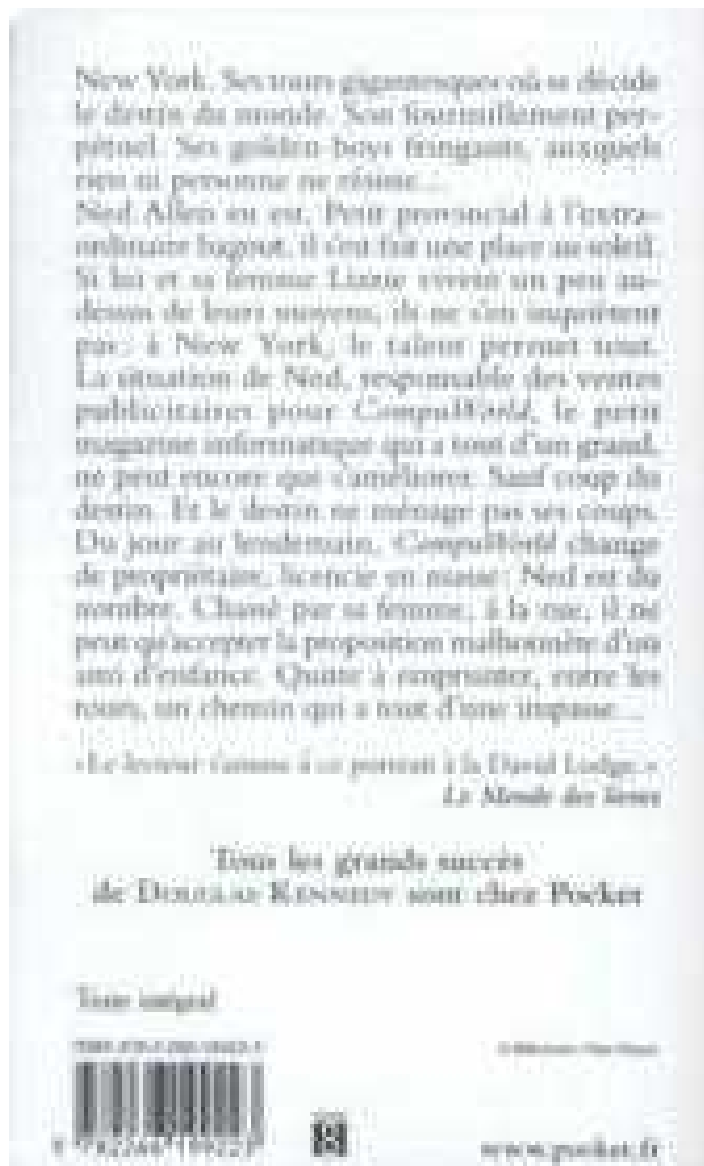 New York. Ses tours gigantesques où se décide
le destin du monde. Son fourmillement per-
pétuel. Ses golden boys fringants, auxquels
rien ni personne ne résiste...
Ned Allen en est. Petit provincial à l'extra-
ordinaire bagout, il s'en fait une place au soleil.
Si lui et sa femme Lizzie vivent un peu au-
dessus de leurs moyens, ils ne s'en inquiètent
pas : à New York, le talent permet tout.
La situation de Ned, responsable des ventes
publicitaires pour CompuWorld, le petit
magazine informatique qui a tout d'un grand,
ne peut encore que s'améliorer. Sauf coup du
destin. Et le destin ne ménage pas ses coups.
Du jour au lendemain, CompuWorld change
de propriétaire, licencie en masse : Ned est du
nombre. Chassé par sa femme, à la rue, il ne
peut qu'accepter la proposition malhonnête d'un
ami d'enfance. Quitte à emprunter, entre les
tours, un chemin qui a tout d'une impasse...
« Le lecteur s'amuse à ce portrait à la David Lodge. »
Le Monde des livres
Tous les grands succès
de DOUGLAS KENNEDY sont chez Pocket
Texte intégral
www.pocket.fr